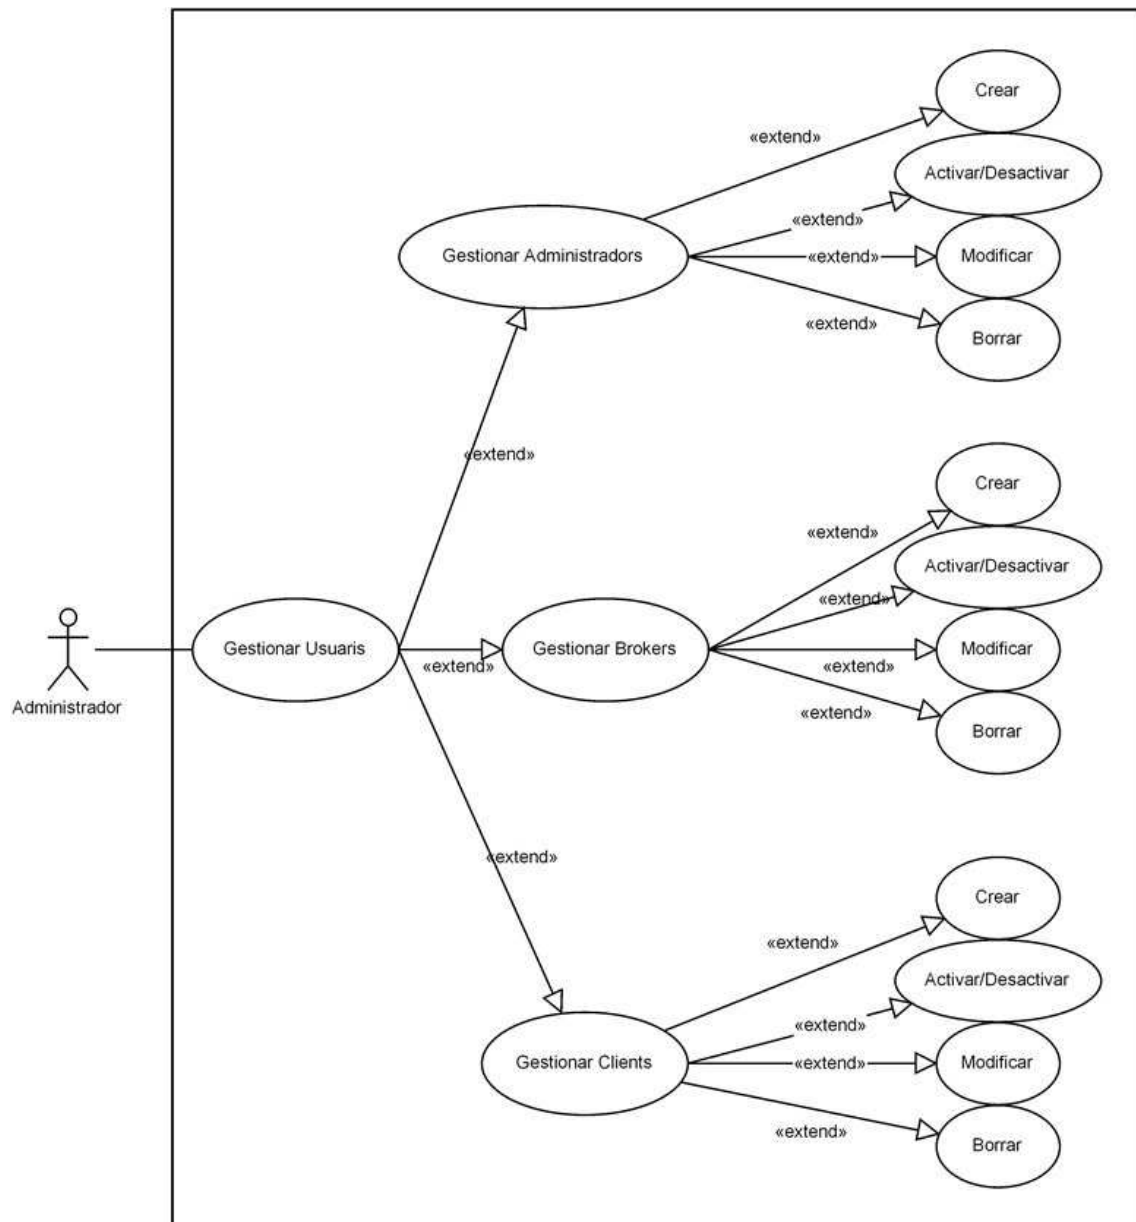 Crear
«extend»
Activar/Desactivar
«extend»
Gestionar Administradors
«extend»
Modificar
«extend»
Borrar
«extend»
Crear
«extend»
Activar/Desactivar
«extend»
Gestionar Usuaris
«extend»
Gestionar Brokers
«extend»
Modificar
Administrador
«extend»
Borrar
«extend»
Crear
«extend»
Activar/Desactivar
«extend»
Gestionar Clients
«extend»
Modificar
«extend»
Borrar